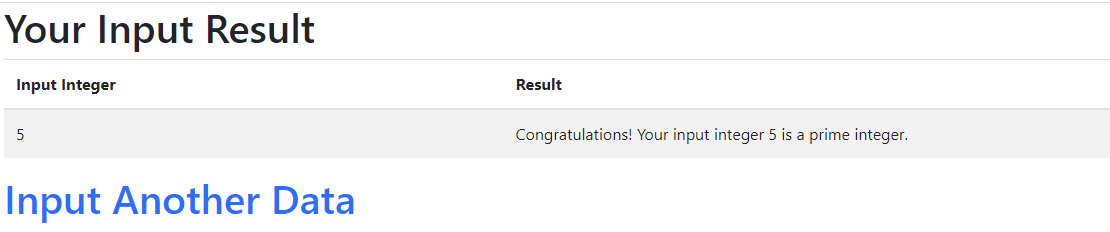 Your Input Result
Input Integer Result
5 Congratulations! Your input integer 5 is a prime integer.
Input Another Data